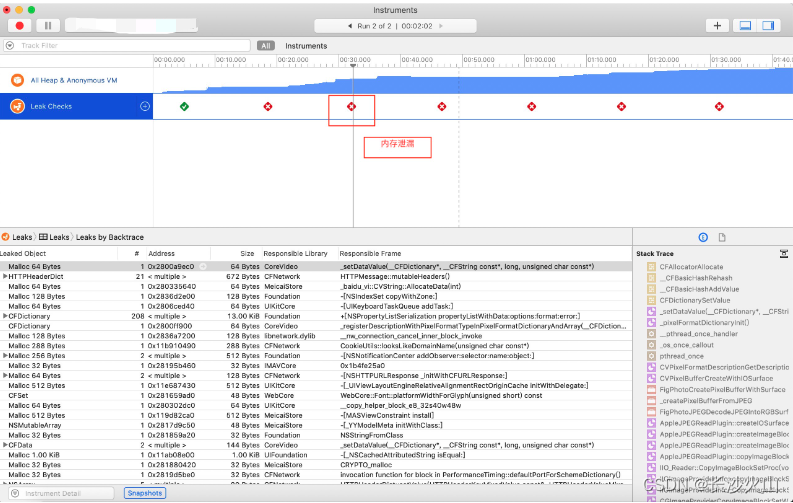 Instruments
Run 2 of 2 | 00:02:02
Track Filter
All Instruments
00:00.000 00:10.000 00:20.000 00:30.000 00:40.000 00:50.000 01:00.000 01:10.000 01:20.000 01:30.000 01:40.
All Heap & Anonymous VM
Leak Checks
内存泄漏
Leaks Leaks Leaks by Backtrace
Leaked Object # Address Size Responsible Library Responsible Frame
Malloc 64 Bytes 1 0x2800a9ec0 64 Bytes CoreVideo _setDataValue(__CFDictionary*, __CFString const*, long, unsigned char const*)
HTTPHeaderDict 21 < multiple > 672 Bytes CFNetwork HTTPMessage::mutableHeaders()
Malloc 64 Bytes 1 0x280335640 64 Bytes MeicaiStore _baidu_vi::CVString::AllocateData(int)
Malloc 128 Bytes 1 0x2836d2e00 128 Bytes Foundation -[NSIndexSet copyWithZone:]
Malloc 64 Bytes 1 0x2806ced40 64 Bytes UIKitCore -[UIKeyboardTaskQueue addTask:]
CFDictionary 208 < multiple > 13.00 KiB Foundation +[NSPropertyListSerialization propertyListWithData:options:format:error:]
CFDictionary 1 0x2800ff900 64 Bytes CoreVideo _registerDescriptionWithPixelFormatTypeInPixelFormatDictionaryAndArray(__CFDiction...
Malloc 128 Bytes 1 0x2836a7200 128 Bytes libnetwork.dylib __nw_connection_cancel_inner_block_invoke
Malloc 288 Bytes 1 0x11b910490 288 Bytes CFNetwork CookieUtils::looksLikeDomainName(unsigned char const*)
Malloc 256 Bytes 2 < multiple > 512 Bytes Foundation -[NSNotificationCenter addObserver:selector:name:object:]
Malloc 32 Bytes 1 0x28195b460 32 Bytes IMAVCore 0x1b4fe25a0
Malloc 32 Bytes 2 < multiple > 64 Bytes CFNetwork -[NSHTTPURLResponse _initWithCFURLResponse:]
Malloc 512 Bytes 1 0x11e687430 512 Bytes UIKitCore -[_UIViewLayoutEngineRelativeAlignmentRectOriginCache initWithDelegate:]
CFSet 1 0x281659ad0 48 Bytes WebCore WebCore::Font::platformWidthForGlyph(unsigned short) const
Malloc 64 Bytes 1 0x280302dc0 64 Bytes UIKitCore __copy_helper_block_e8_32s40w48w
Malloc 512 Bytes 1 0x119d82ca0 512 Bytes MeicaiStore -[MASViewConstraint install]
NSMutableArray 1 0x2817d9c50 48 Bytes MeicaiStore -[_YYModelMeta initWithClass:]
Malloc 32 Bytes 1 0x281859a20 32 Bytes Foundation NSStringFromClass
CFData 2 < multiple > 144 Bytes CoreVideo _setDataValue(__CFDictionary*, __CFString const*, long, unsigned char const*)
Malloc 1.00 KiB 1 0x11ab08e00 1.00 KiB UIFoundation -[_NSCachedAttributedString isEqual:]
Malloc 32 Bytes 1 0x281880420 32 Bytes MeicaiStore CRYPTO_malloc
Malloc 32 Bytes 1 0x2819d5be0 32 Bytes CFNetwork invocation function for block in PerformanceTiming::defaultPortForSchemeDictionary()
Instrument Detail
Snapshots
Stack Trace
CFAllocatorAllocate
__CFBasicHashRehash
__CFBasicHashAddValue
CFDictionarySetValue
_setDataValue(__CFDictionary*, __CFStri
_pixelFormatDictionaryInit()
__pthread_once_handler
_os_once_callout
pthread_once
CVPixelFormatDescriptionGetDescriptio
CVPixelBufferCreateWithIOSurface
FigPhotoCreatePixelBufferWithSurface
_createPixelBufferFromJPEG
FigPhotoJPEGDecodeJPEGIntoRGBSurf
AppleJPEGReadPlugin::createIOSurface
AppleJPEGReadPlugin::createImageBlock
AppleJPEGReadPlugin::copyImageBlock
IIO_Reader::CopyImageBlockSetProc(voi